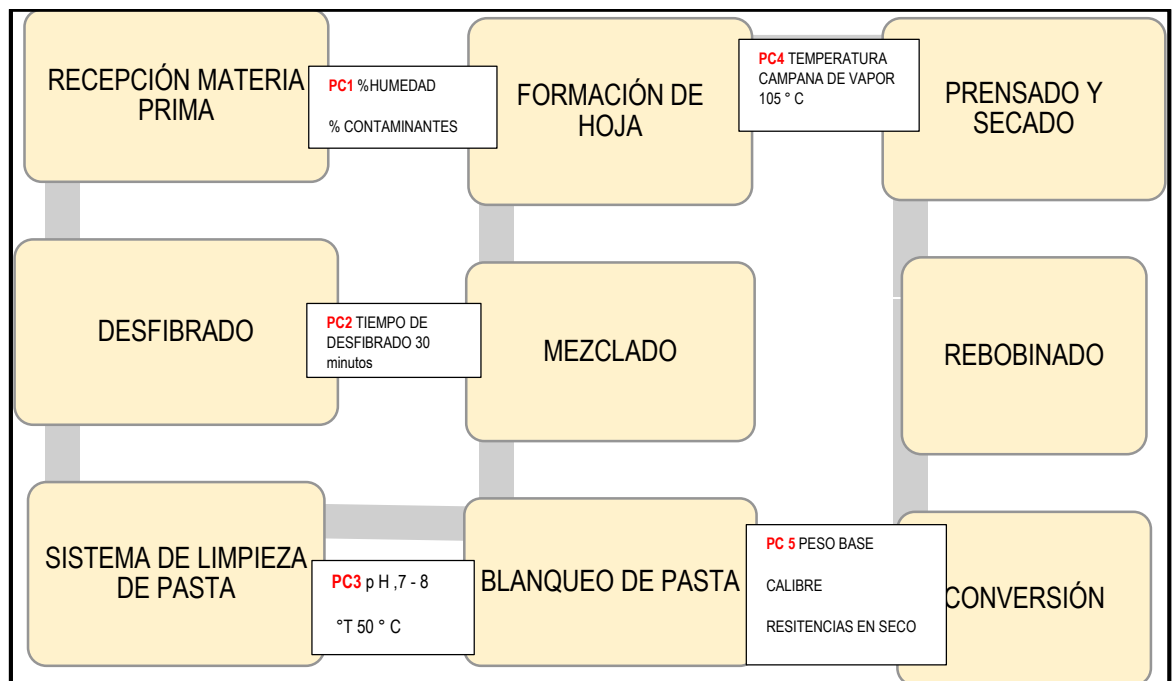 RECEPCIÓN MATERIA
PRIMA
PC1 %HUMEDAD
% CONTAMINANTES
FORMACIÓN DE
HOJA
PC4 TEMPERATURA
CAMPANA DE VAPOR
105 ° C
PRENSADO Y
SECADO
DESFIBRADO
PC2 TIEMPO DE
DESFIBRADO 30
minutos
MEZCLADO
REBOBINADO
SISTEMA DE LIMPIEZA
DE PASTA
PC3 p H ,7 - 8
°T 50 ° C
BLANQUEO DE PASTA
PC 5 PESO BASE
CALIBRE
RESITENCIAS EN SECO
CONVERSIÓN